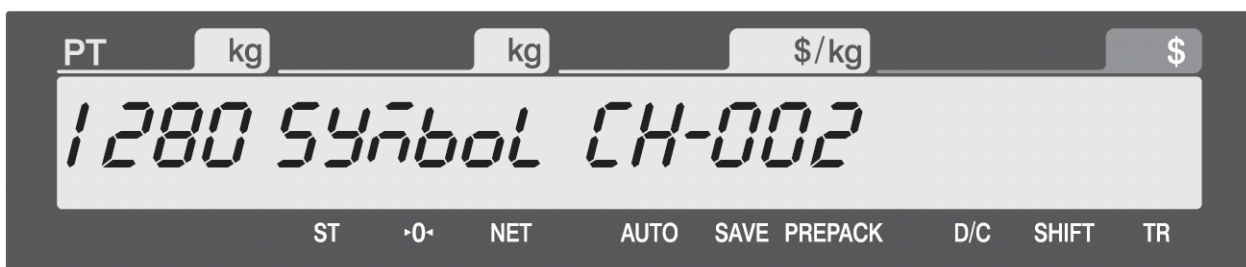 PT kg kg $/kg $
1280 SYmboL CH-002
ST ▸0◂ NET AUTO SAVE PREPACK D/C SHIFT TR